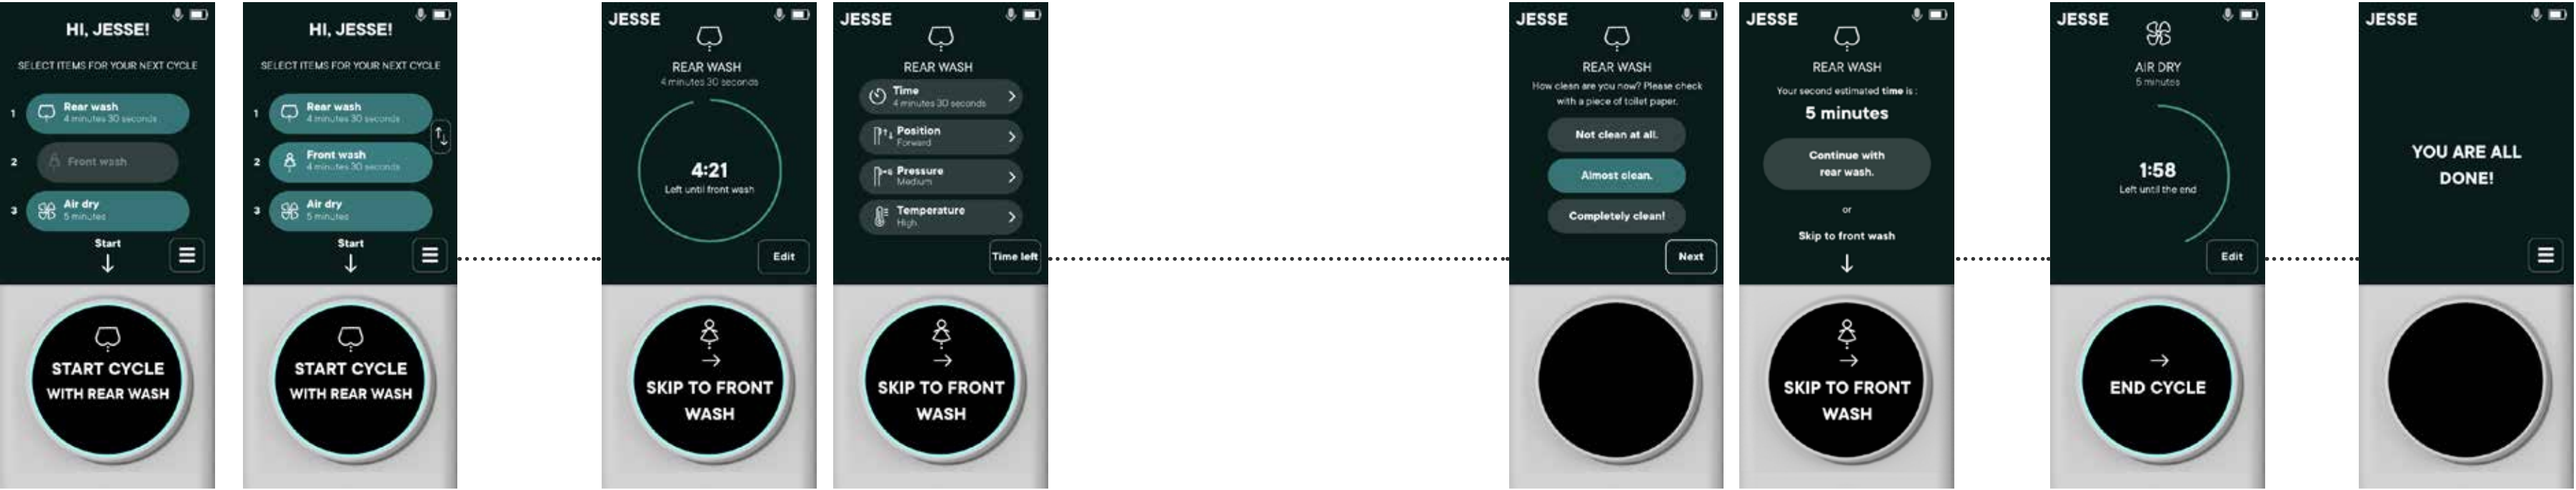 HI, JESSE!
SELECT ITEMS FOR YOUR NEXT CYCLE
1
Rear wash
4 minutes 30 seconds
2
Front wash
3
Air dry
5 minutes
Start
START CYCLE
WITH REAR WASH
HI, JESSE!
SELECT ITEMS FOR YOUR NEXT CYCLE
1
Rear wash
4 minutes 30 seconds
2
Front wash
4 minutes 30 seconds
3
Air dry
5 minutes
Start
START CYCLE
WITH REAR WASH
JESSE
REAR WASH
4 minutes 30 seconds
4:21
Left until front wash
Edit
SKIP TO FRONT
WASH
JESSE
REAR WASH
Time
4 minutes 30 seconds
Position
Forward
Pressure
Medium
Temperature
High
Time left
SKIP TO FRONT
WASH
JESSE
REAR WASH
How clean are you now? Please check
with a piece of toilet paper.
Not clean at all.
Almost clean.
Completely clean!
Next
JESSE
REAR WASH
Your second estimated time is :
5 minutes
Continue with
rear wash.
or
Skip to front wash
SKIP TO FRONT
WASH
JESSE
AIR DRY
5 minutes
1:58
Left until the end
Edit
END CYCLE
JESSE
YOU ARE ALL
DONE!